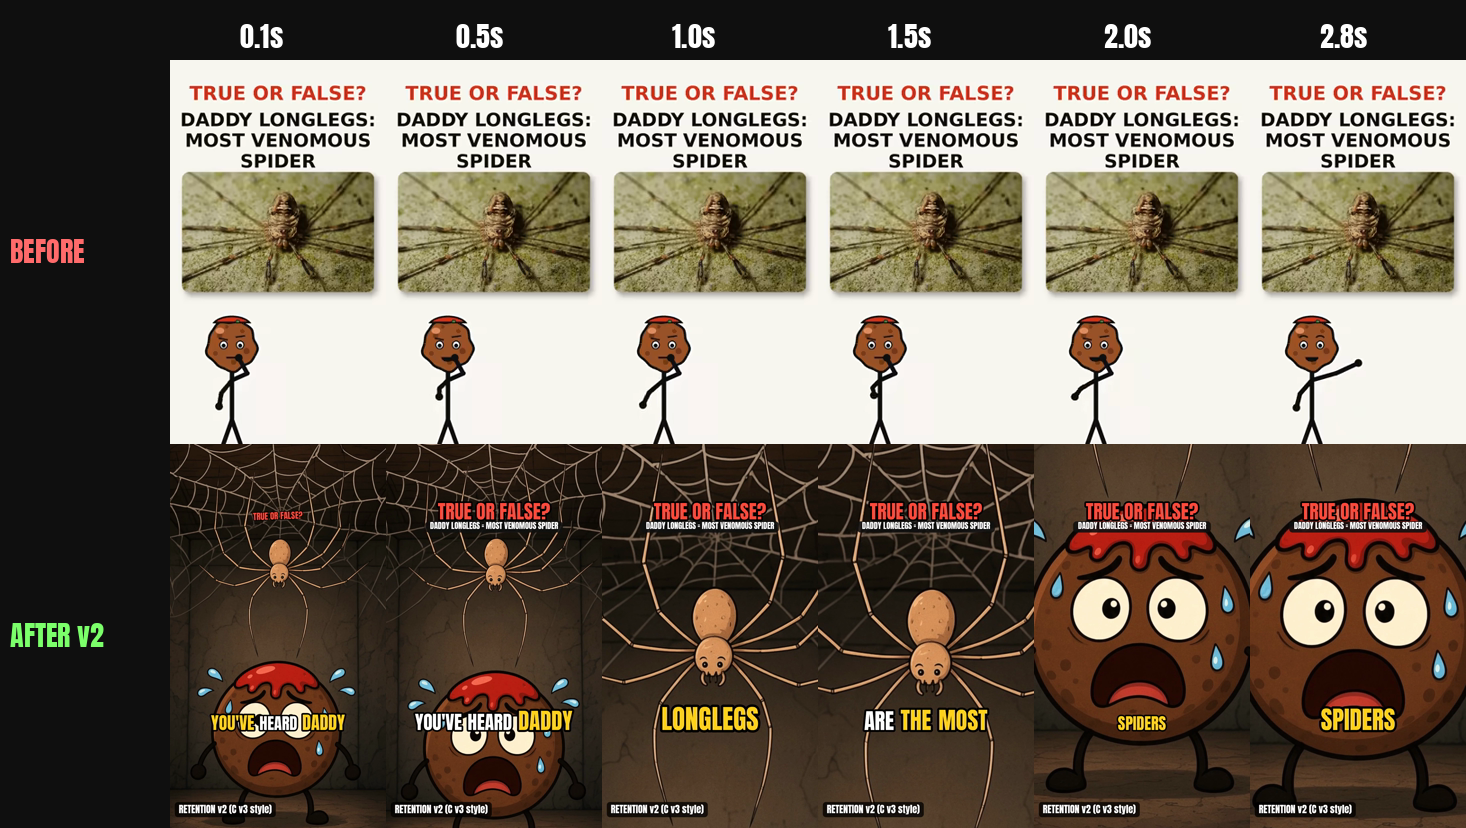 0.1s 0.5s 1.0s 1.5s 2.0s 2.8s
BEFORE
TRUE OR FALSE?
DADDY LONGLEGS:
MOST VENOMOUS
SPIDER
TRUE OR FALSE?
DADDY LONGLEGS:
MOST VENOMOUS
SPIDER
TRUE OR FALSE?
DADDY LONGLEGS:
MOST VENOMOUS
SPIDER
TRUE OR FALSE?
DADDY LONGLEGS:
MOST VENOMOUS
SPIDER
TRUE OR FALSE?
DADDY LONGLEGS:
MOST VENOMOUS
SPIDER
TRUE OR FALSE?
DADDY LONGLEGS:
MOST VENOMOUS
SPIDER
AFTER v2
TRUE OR FALSE?
YOU'VE HEARD DADDY
RETENTION v2 (C v3 style)
TRUE OR FALSE?
DADDY LONGLEGS - MOST VENOMOUS SPIDER
YOU'VE HEARD DADDY
RETENTION v2 (C v3 style)
TRUE OR FALSE?
DADDY LONGLEGS - MOST VENOMOUS SPIDER
LONGLEGS
RETENTION v2 (C v3 style)
TRUE OR FALSE?
DADDY LONGLEGS - MOST VENOMOUS SPIDER
ARE THE MOST
RETENTION v2 (C v3 style)
TRUE OR FALSE?
DADDY LONGLEGS - MOST VENOMOUS SPIDER
SPIDERS
RETENTION v2 (C v3 style)
TRUE OR FALSE?
DADDY LONGLEGS - MOST VENOMOUS SPIDER
SPIDERS
RETENTION v2 (C v3 style)